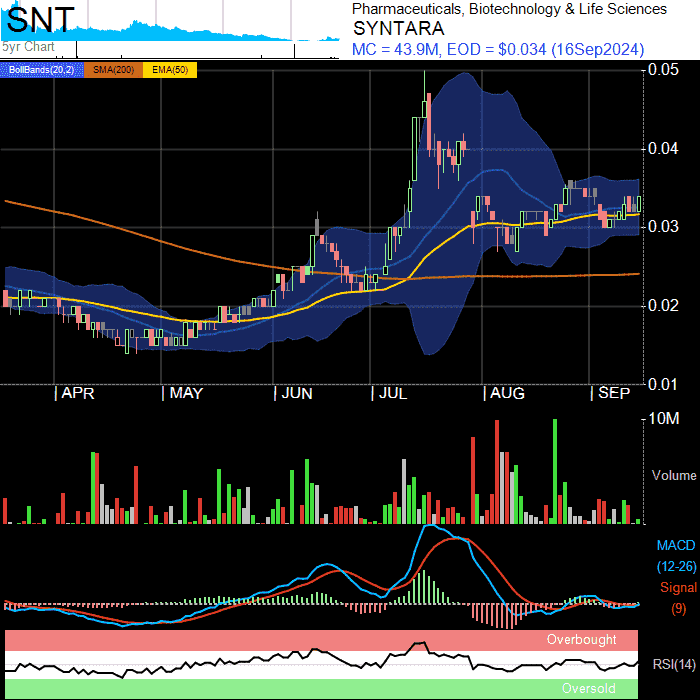 SNT
5yr Chart
Pharmaceuticals, Biotechnology & Life Sciences
SYNTARA
MC = 43.9M, EOD = $0.034 (16Sep2024)
BollBands(20,2) SMA(200) EMA(50)
0.05
0.04
0.03
0.02
0.01
| APR | MAY | JUN | JUL | AUG | SEP
10M
Volume
MACD
(12-26)
Signal
(9)
Overbought
RSI(14)
Oversold